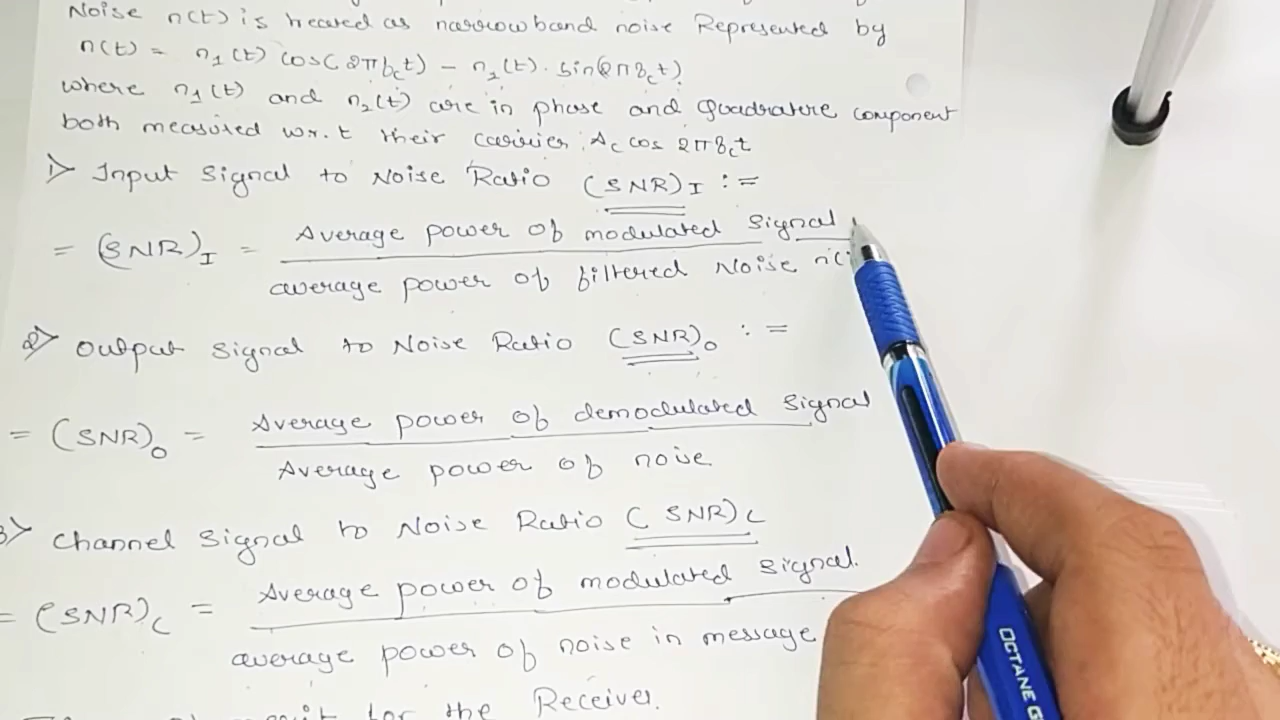 Noise n(t) is treated as narrowband noise Represented by
n(t) = n1(t) cos(2πfct) - n2(t). sin(2πfct)
where n1(t) and n2(t) are in phase and Quadrature component
both measured w.r.t their carrier Ac cos 2πfct
1> Input Signal to Noise Ratio (SNR)I :=
= (SNR)I = Average power of modulated Signal
average power of filtered Noise n(
2> Output Signal to Noise Ratio (SNR)O :=
= (SNR)O = Average power of demodulated Signal
Average power of noise
3> Channel Signal to Noise Ratio (SNR)C
= (SNR)C = Average power of modulated Signal.
average power of noise in message
for the Receiver.
OCTANE G